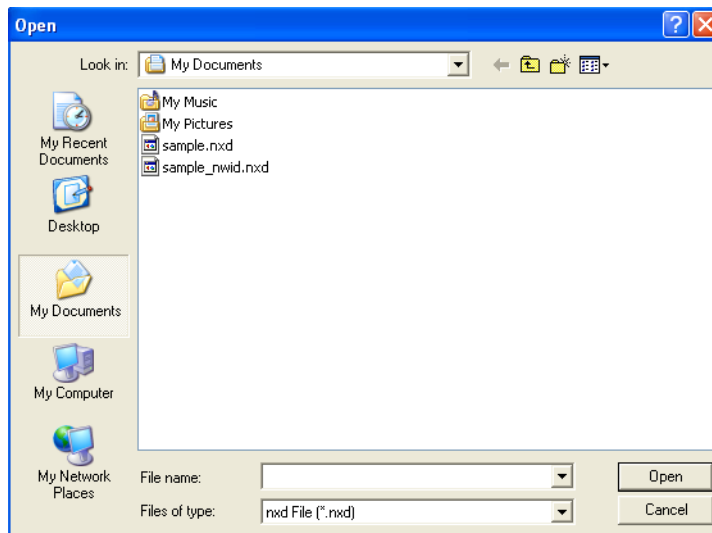 Open
Look in:
My Documents
My Recent
Documents
Desktop
My Documents
My Computer
My Network
Places
My Music
My Pictures
sample.nxd
sample_nwid.nxd
File name:
Open
Files of type:
nxd File (*.nxd)
Cancel